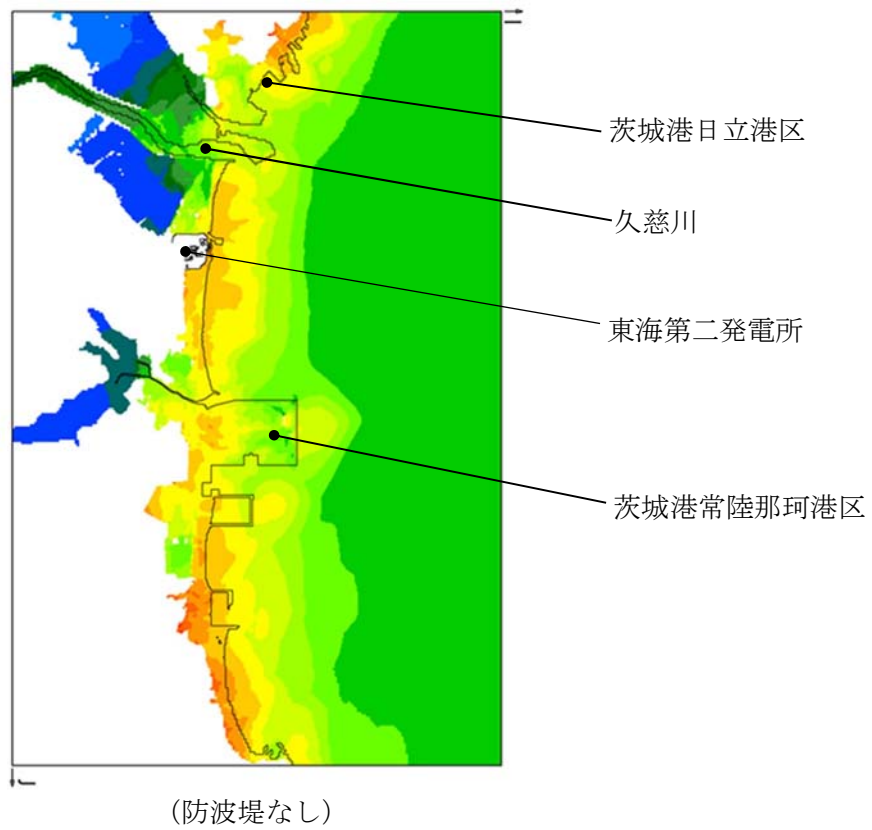 茨城港日立港区
久慈川
東海第二発電所
茨城港常陸那珂港区
（防波堤なし）